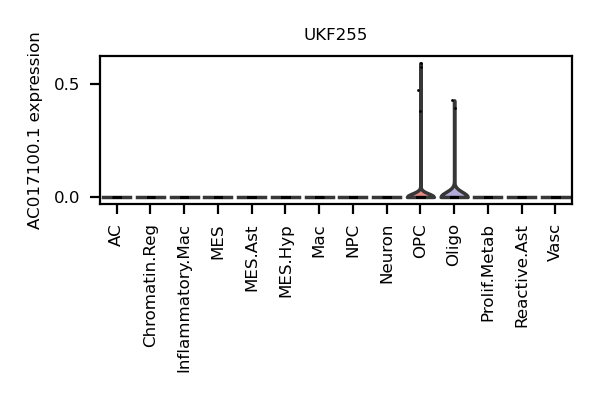 UKF255
AC017100.1 expression
0.5
0.0
AC
Chromatin.Reg
Inflammatory.Mac
MES
MES.Ast
MES.Hyp
Mac
NPC
Neuron
OPC
Oligo
Prolif.Metab
Reactive.Ast
Vasc